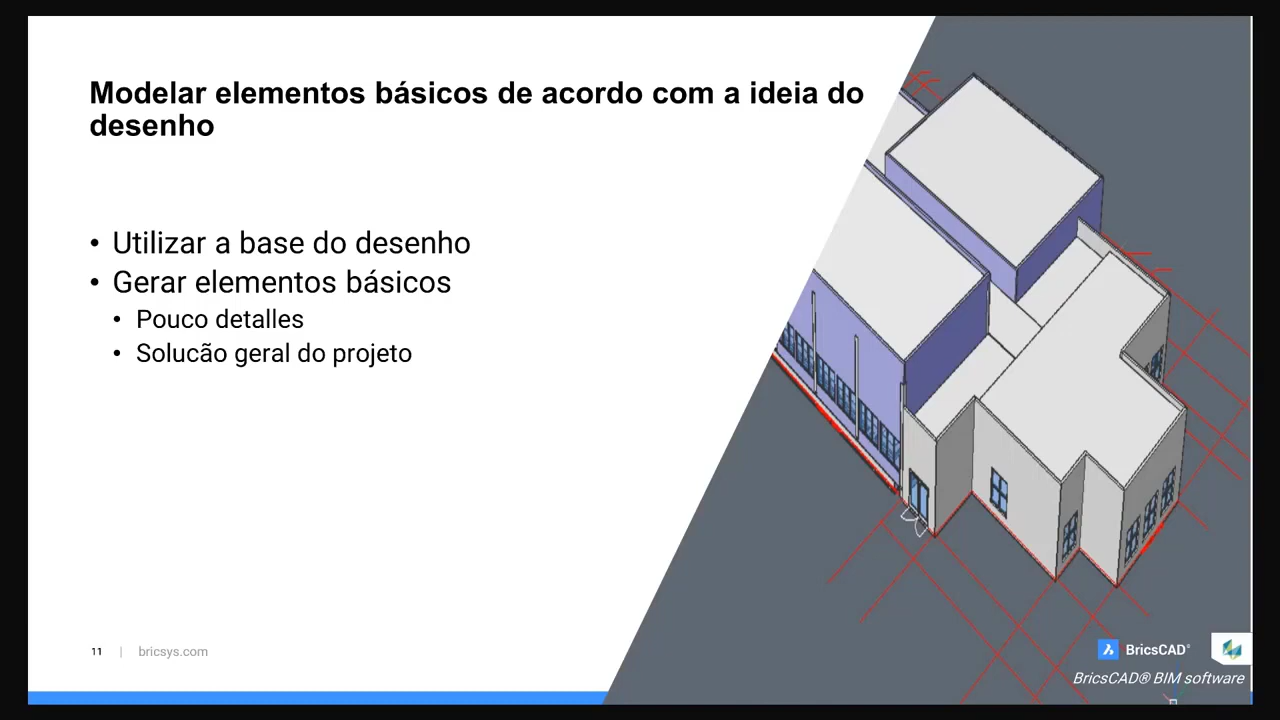 Modelar elementos básicos de acordo com a ideia do
desenho
• Utilizar a base do desenho
• Gerar elementos básicos
• Pouco detalles
• Solucão geral do projeto
11 | bricsys.com
BricsCAD®
BricsCAD® BIM software